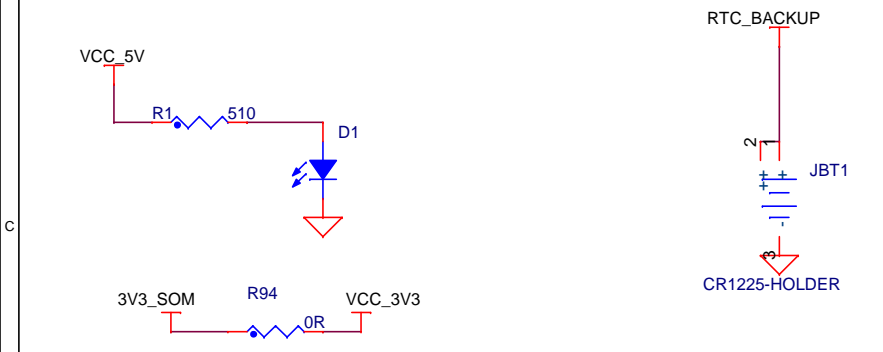 RTC_BACKUP
VCC_5V
R1 510
D1
2 1
+ +
+
JBT1
-
C
3
CR1225-HOLDER
R94
3V3_SOM VCC_3V3
0R